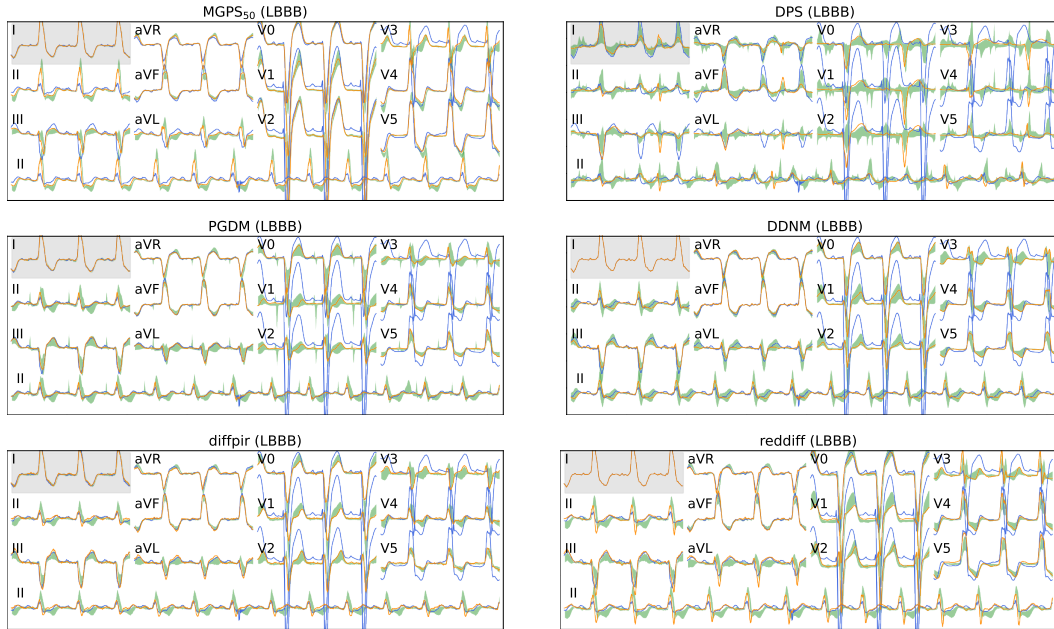 MGPS₅₀ (LBBB)
I aVR V0 V3
II aVF V1 V4
III aVL V2 V5
II
DPS (LBBB)
I aVR V0 V3
II aVF V1 V4
III aVL V2 V5
II
PGDM (LBBB)
I aVR V0 V3
II aVF V1 V4
III aVL V2 V5
II
DDNM (LBBB)
I aVR V0 V3
II aVF V1 V4
III aVL V2 V5
II
diffpir (LBBB)
I aVR V0 V3
II aVF V1 V4
III aVL V2 V5
II
reddiff (LBBB)
I aVR V0 V3
II aVF V1 V4
III aVL V2 V5
II